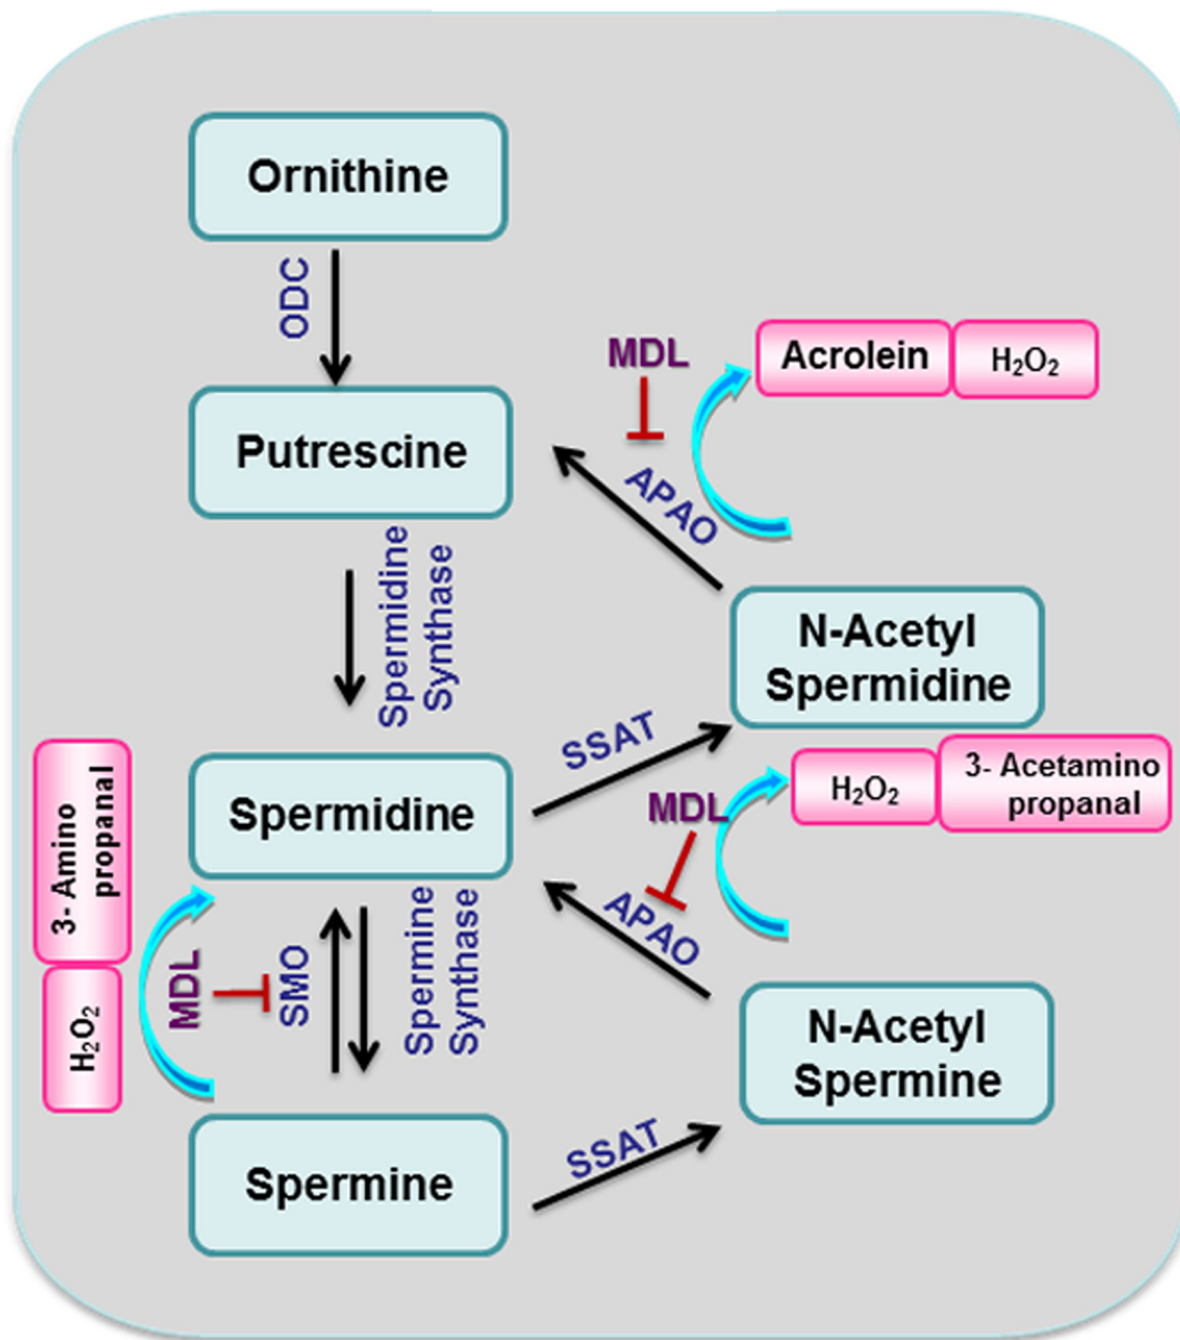 Ornithine
ODC
MDL
Acrolein
H₂O₂
Putrescine
APAO
Spermidine
Synthase
N-Acetyl
Spermidine
SSAT
3- Amino
propanal
H₂O₂
3- Acetamino
propanal
Spermidine
MDL
APAO
Spermine
Synthase
SMO
MDL
H₂O₂
N-Acetyl
Spermine
SSAT
Spermine